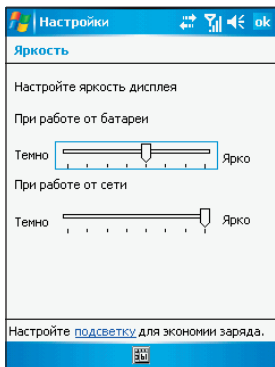 Настройки ok
Яркость
Настройте яркость дисплея
При работе от батареи
Темно Ярко
При работе от сети
Темно Ярко
Настройте подсветку для экономии заряда.